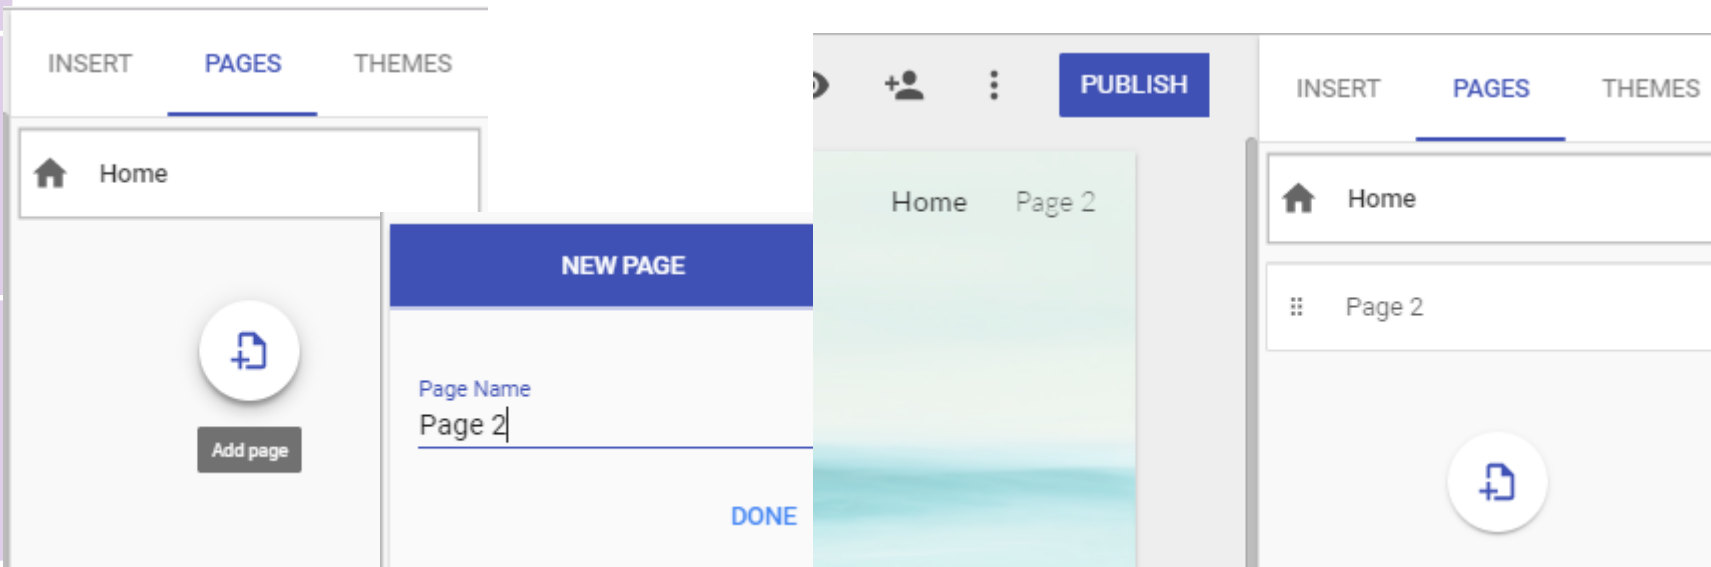 INSERT PAGES THEMES
Home
Add page
NEW PAGE
Page Name
Page 2
DONE
PUBLISH
Home Page 2
INSERT PAGES THEMES
Home
Page 2